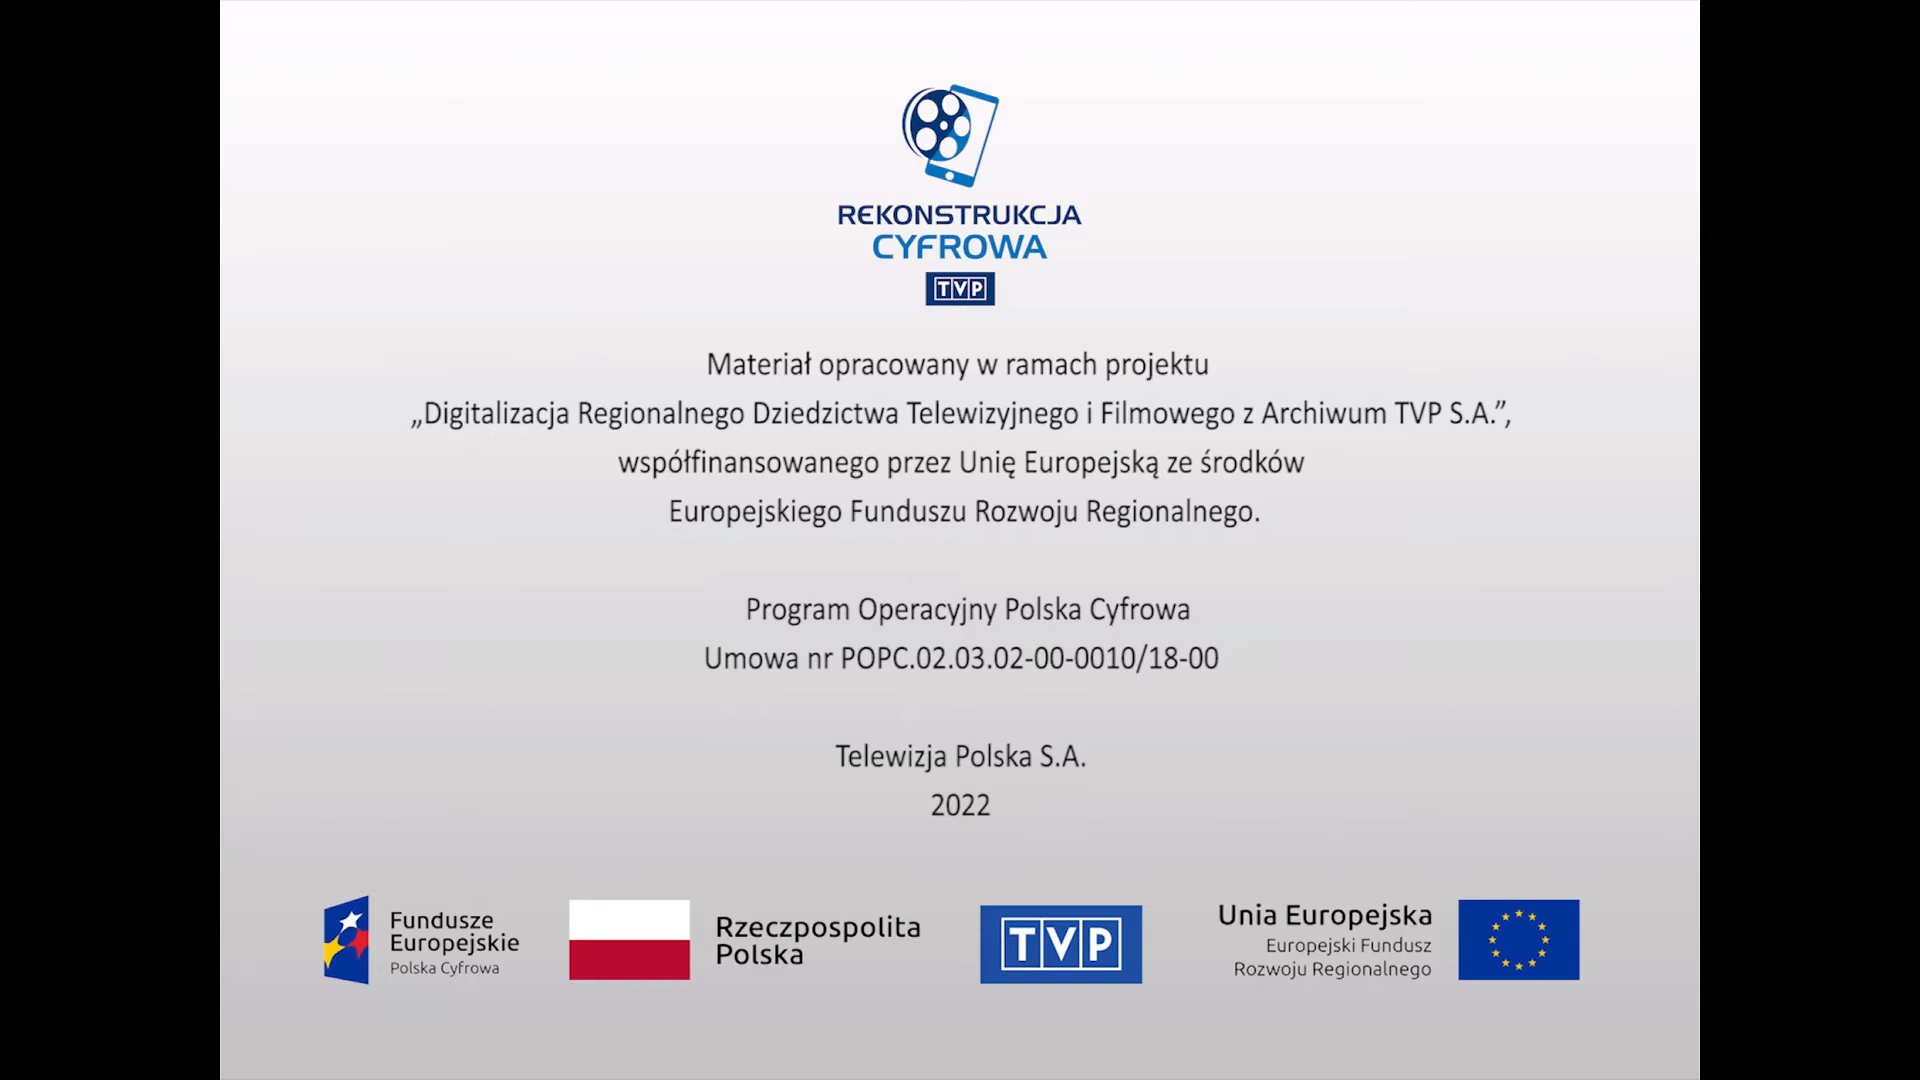 REKONSTRUKCJA
CYFROWA
TVP
Materiał opracowany w ramach projektu
„Digitalizacja Regionalnego Dziedzictwa Telewizyjnego i Filmowego z Archiwum TVP S.A.”,
współfinansowanego przez Unię Europejską ze środków
Europejskiego Funduszu Rozwoju Regionalnego.
Program Operacyjny Polska Cyfrowa
Umowa nr POPC.02.03.02-00-0010/18-00
Telewizja Polska S.A.
2022
Fundusze
Europejskie
Polska Cyfrowa
Rzeczpospolita
Polska
TVP
Unia Europejska
Europejski Fundusz
Rozwoju Regionalnego